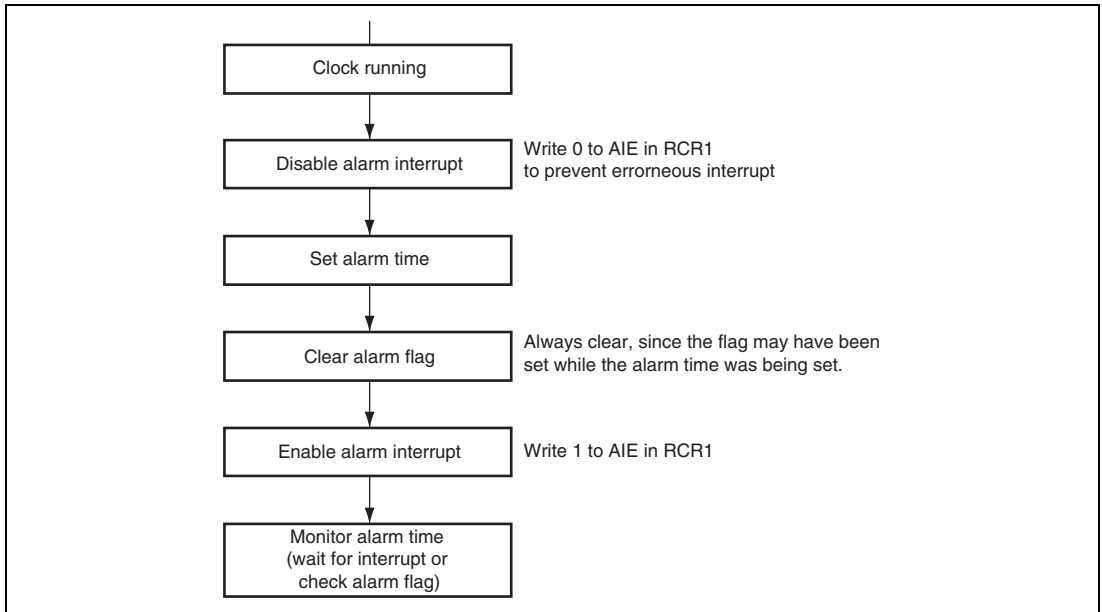 Clock running
Disable alarm interrupt
Write 0 to AIE in RCR1
to prevent errorneous interrupt
Set alarm time
Clear alarm flag
Always clear, since the flag may have been
set while the alarm time was being set.
Enable alarm interrupt
Write 1 to AIE in RCR1
Monitor alarm time
(wait for interrupt or
check alarm flag)